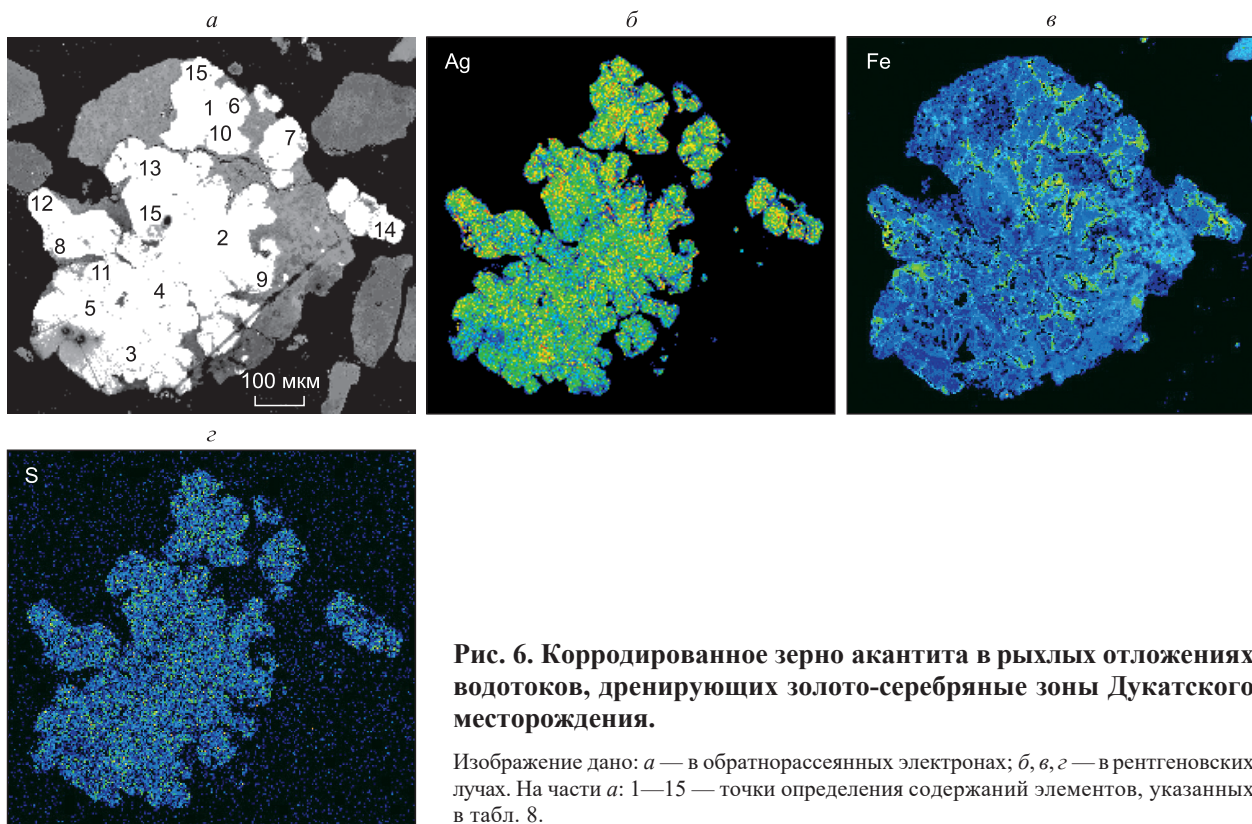 а
б
в
Ag
Fe
15
1
6
10
7
13
12
15
14
8
2
11
9
4
5
3
100 мкм
г
S
Рис. 6. Корродированное зерно акантита в рыхлых отложениях
водотоков, дренирующих золото-серебряные зоны Дукатского
месторождения.
Изображение дано: а — в обратнорассеянных электронах; б, в, г — в рентгеновских
лучах. На части а: 1—15 — точки определения содержаний элементов, указанных
в табл. 8.